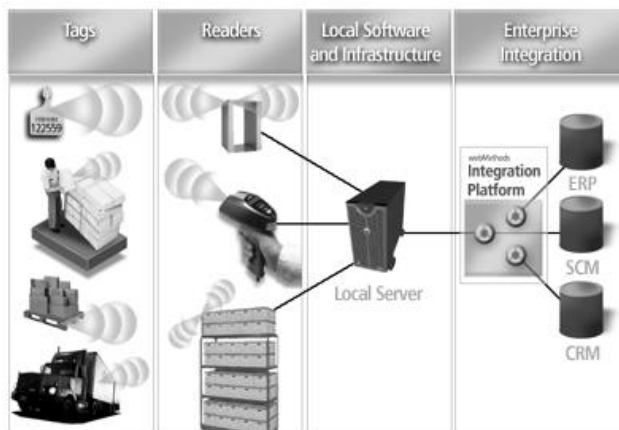 Tags
Readers
Local Software
and Infrastructure
Enterprise
Integration
122559
webMethods
Integration
Platform
ERP
SCM
CRM
Local Server